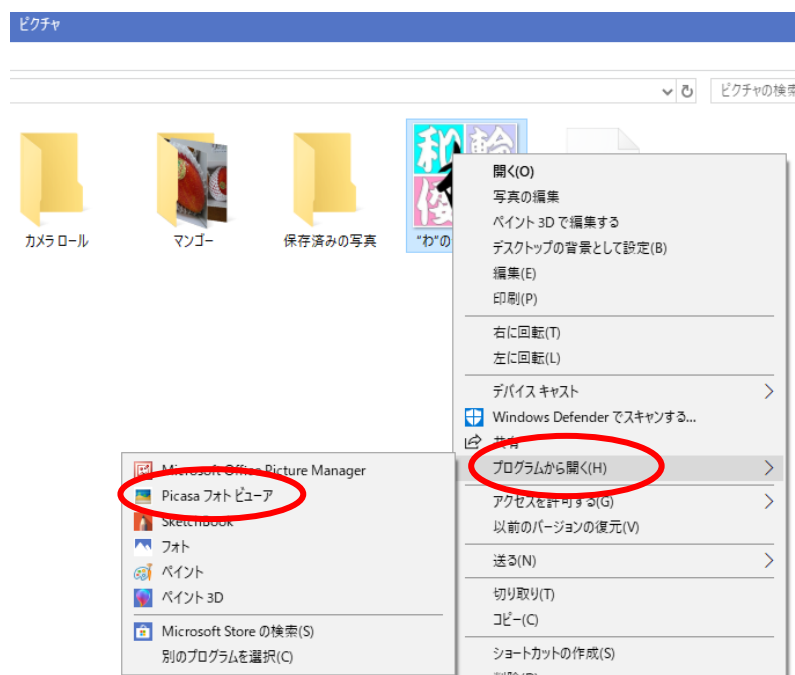 ピクチャ
ピクチャの検索
カメラ ロール
マンゴー
保存済みの写真
"わ"の
和 輪
倭
開く(O)
写真の編集
ペイント 3D で編集する
デスクトップの背景として設定(B)
編集(E)
印刷(P)
右に回転(T)
左に回転(L)
デバイス キャスト
Windows Defender でスキャンする...
共有
プログラムから開く(H)
アクセスを許可する(G)
以前のバージョンの復元(V)
送る(N)
切り取り(T)
コピー(C)
ショートカットの作成(S)
Microsoft Office Picture Manager
Picasa フォト ビューア
Sketchbook
フォト
ペイント
ペイント 3D
Microsoft Store の検索(S)
別のプログラムを選択(C)